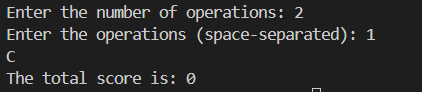 Enter the number of operations: 2
Enter the operations (space-separated): 1
C
The total score is: 0